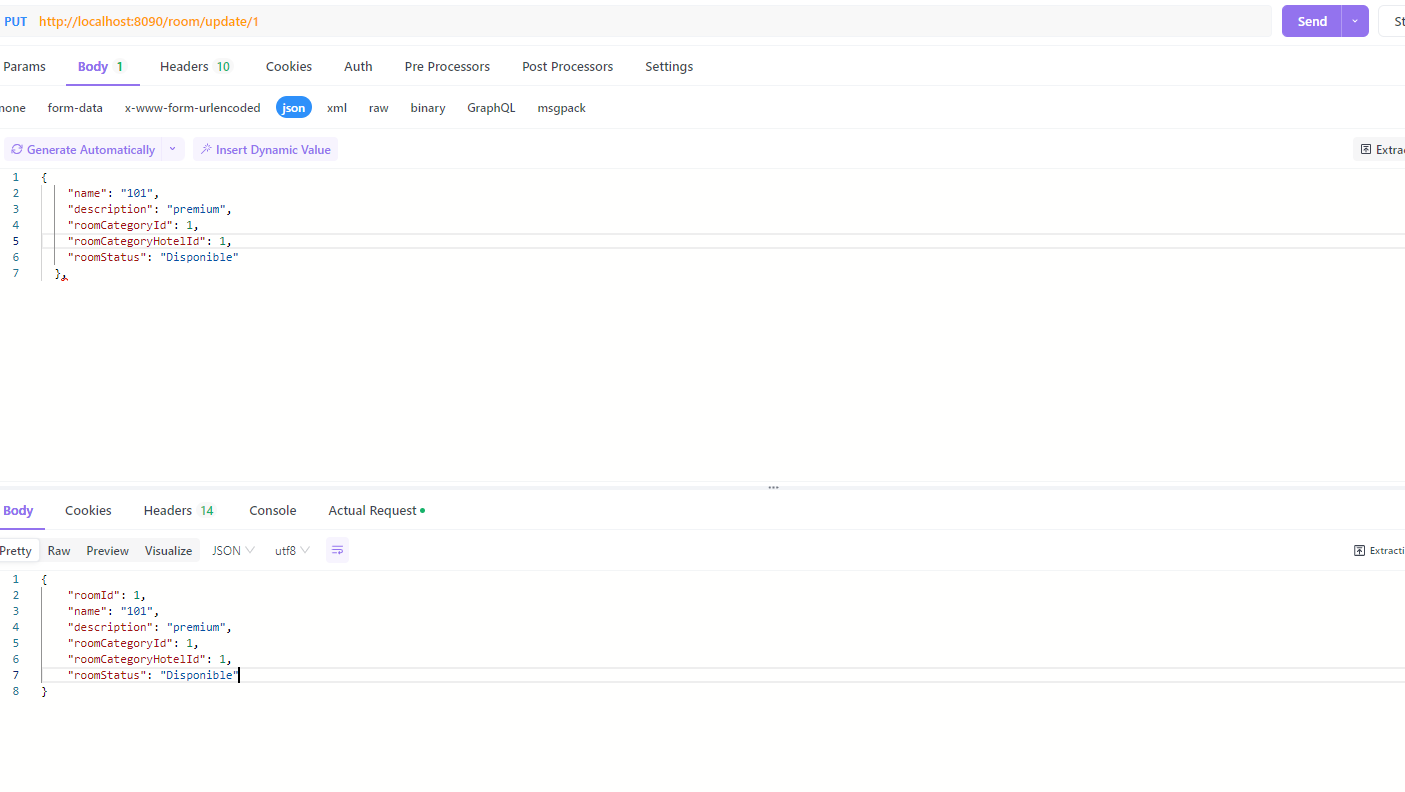 PUT http://localhost:8090/room/update/1 Send St
Params Body 1 Headers 10 Cookies Auth Pre Processors Post Processors Settings
none form-data x-www-form-urlencoded json xml raw binary GraphQL msgpack
Generate Automatically Insert Dynamic Value Extrac
1 {
2 "name": "101",
3 "description": "premium",
4 "roomCategoryId": 1,
5 "roomCategoryHotelId": 1,
6 "roomStatus": "Disponible"
7 },
Body Cookies Headers 14 Console Actual Request
Pretty Raw Preview Visualize JSON utf8 Extracti
1 {
2 "roomId": 1,
3 "name": "101",
4 "description": "premium",
5 "roomCategoryId": 1,
6 "roomCategoryHotelId": 1,
7 "roomStatus": "Disponible"
8 }